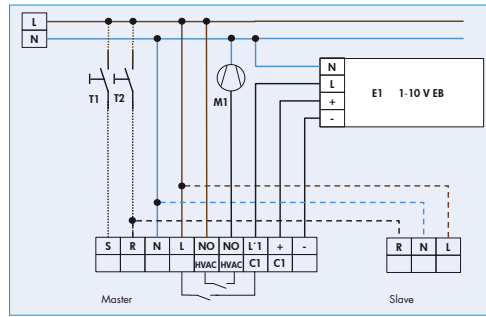 L
N
T1 T2
M1
N
L
+
-
E1 1-10 V EB
S R N L NO NO L'1 + -
HVAC HVAC C1 C1
R N L
Master
Slave